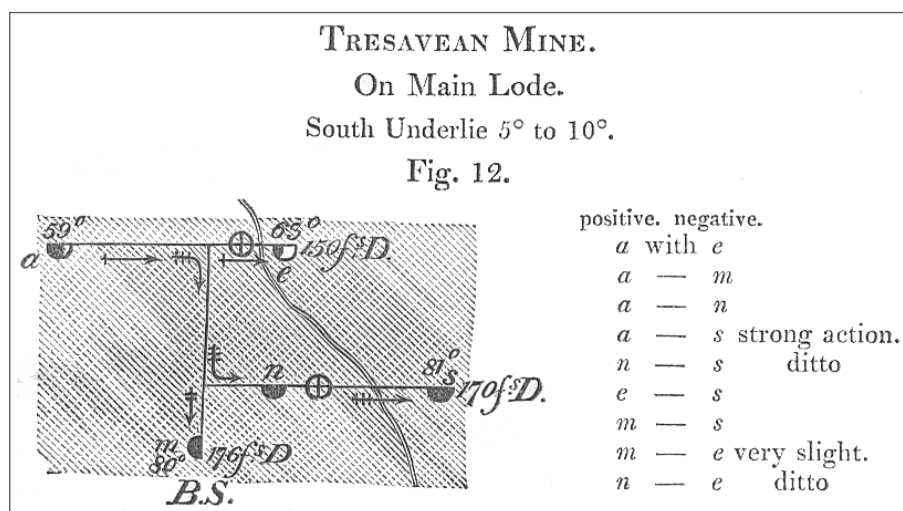 TRESAVEAN MINE.
On Main Lode.
South Underlie 5° to 10°.
Fig. 12.
59° 63°
a e 150fs.D.
n 81° s 170fs.D.
m 80° 176fs D
B.S.
positive. negative.
a with e
a — m
a — n
a — s strong action.
n — s ditto
e — s
m — s
m — e very slight.
n — e ditto